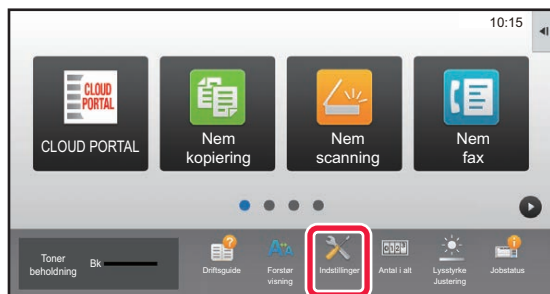 10:15
CLOUD
PORTAL
CLOUD PORTAL
Nem
kopiering
Nem
scanning
Nem
fax
Toner
beholdning
Bk
Driftsguide
Forstør
visning
Indstillinger
Antal i alt
Lysstyrke
Justering
Jobstatus